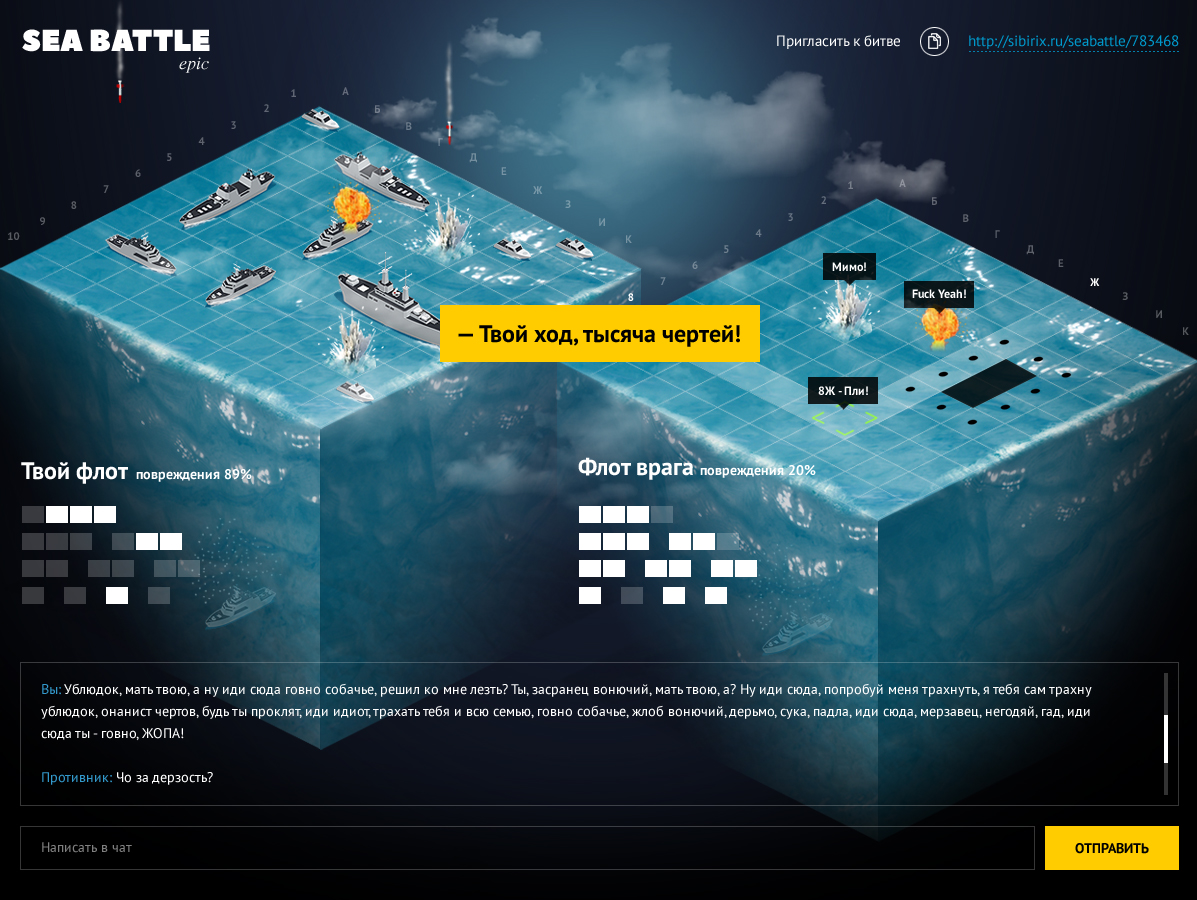 SEA BATTLE
epic
Пригласить к битве
http://sibirix.ru/seabattle/783468
1 2 3 4 5 6 7 8 9 10
А Б В Г Д Е Ж З И К
1 2 3 4 5 6 7 8
А Б В Г Д Е Ж З И К
Мимо!
Fuck Yeah!
— Твой ход, тысяча чертей!
8Ж - Пли!
Твой флот повреждения 89%
Флот врага повреждения 20%
Вы: Ублюдок, мать твою, а ну иди сюда говно собачье, решил ко мне лезть? Ты, засранец вонючий, мать твою, а? Ну иди сюда, попробуй меня трахнуть, я тебя сам трахну
ублюдок, онанист чертов, будь ты проклят, иди идиот, трахать тебя и всю семью, говно собачье, жлоб вонючий, дерьмо, сука, падла, иди сюда, мерзавец, негодяй, гад, иди
сюда ты - говно, ЖОПА!
Противник: Чо за дерзость?
Написать в чат
ОТПРАВИТЬ